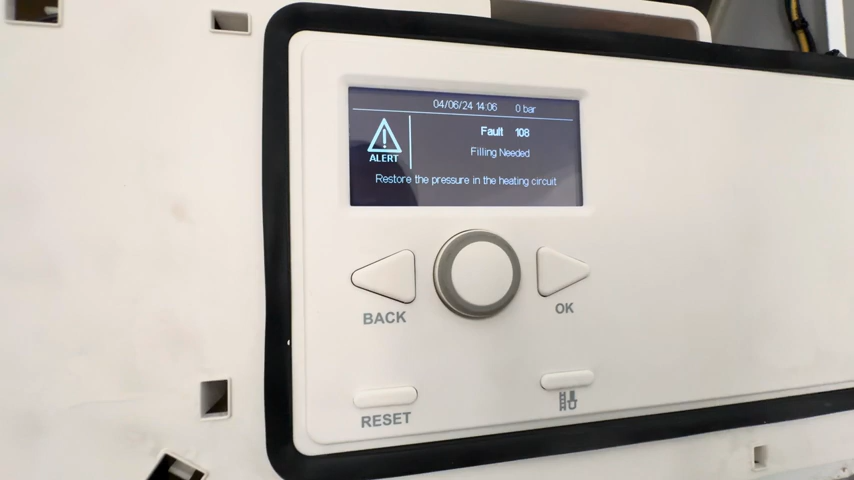 04/06/24 14:06 0 bar
Fault 108
ALERT
Filling Needed
Restore the pressure in the heating circuit
BACK
OK
RESET